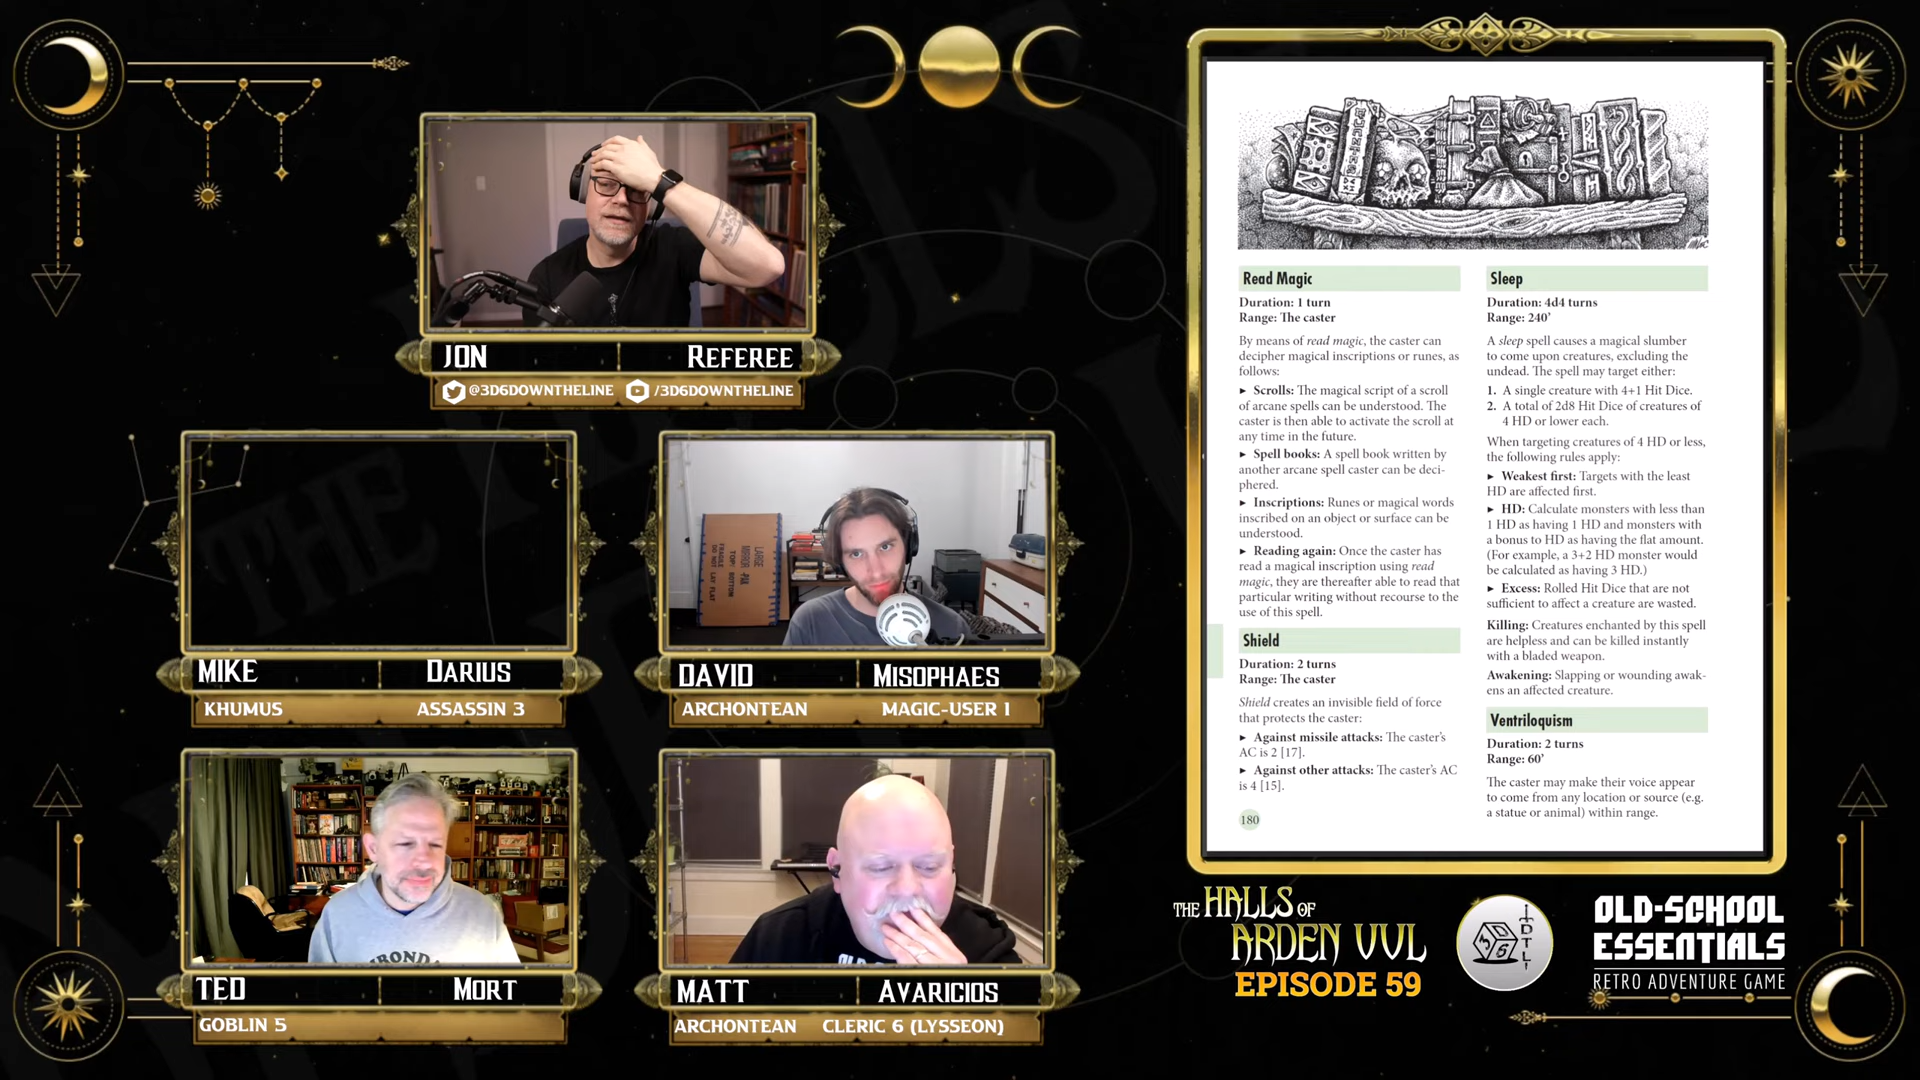 JON
REFEREE
@3D6DOWNTHELINE
/3D6DOWNTHELINE
MIKE
DARIUS
KHUMUS
ASSASSIN 3
LARGE
MIRROR PAK
TOP/BOTTOM
FRAGILE
DO NOT LAY FLAT
DAVID
MISOPHAES
ARCHONTEAN
MAGIC-USER 1
TED
MORT
GOBLIN 5
MATT
AVARICIOS
ARCHONTEAN
CLERIC 6 (LYSSEON)
Read Magic
Duration: 1 turn
Range: The caster
By means of read magic, the caster can
decipher magical inscriptions or runes, as
follows:
► Scrolls: The magical script of a scroll
of arcane spells can be understood. The
caster is then able to activate the scroll at
any time in the future.
► Spell books: A spell book written by
another arcane spell caster can be deci-
phered.
► Inscriptions: Runes or magical words
inscribed on an object or surface can be
understood.
► Reading again: Once the caster has
read a magical inscription using read
magic, they are thereafter able to read that
particular writing without recourse to the
use of this spell.
Shield
Duration: 2 turns
Range: The caster
Shield creates an invisible field of force
that protects the caster:
► Against missile attacks: The caster's
AC is 2 [17].
► Against other attacks: The caster's AC
is 4 [15].
180
Sleep
Duration: 4d4 turns
Range: 240'
A sleep spell causes a magical slumber
to come upon creatures, excluding the
undead. The spell may target either:
1. A single creature with 4+1 Hit Dice.
2. A total of 2d8 Hit Dice of creatures of
4 HD or lower each.
When targeting creatures of 4 HD or less,
the following rules apply:
► Weakest first: Targets with the least
HD are affected first.
► HD: Calculate monsters with less than
1 HD as having 1 HD and monsters with
a bonus to HD as having the flat amount.
(For example, a 3+2 HD monster would
be calculated as having 3 HD.)
► Excess: Rolled Hit Dice that are not
sufficient to affect a creature are wasted.
Killing: Creatures enchanted by this spell
are helpless and can be killed instantly
with a bladed weapon.
Awakening: Slapping or wounding awak-
ens an affected creature.
Ventriloquism
Duration: 2 turns
Range: 60'
The caster may make their voice appear
to come from any location or source (e.g.
a statue or animal) within range.
THE HALLS OF
ARDEN VUL
EPISODE 59
3D6
DTL
OLD-SCHOOL
ESSENTIALS
RETRO ADVENTURE GAME